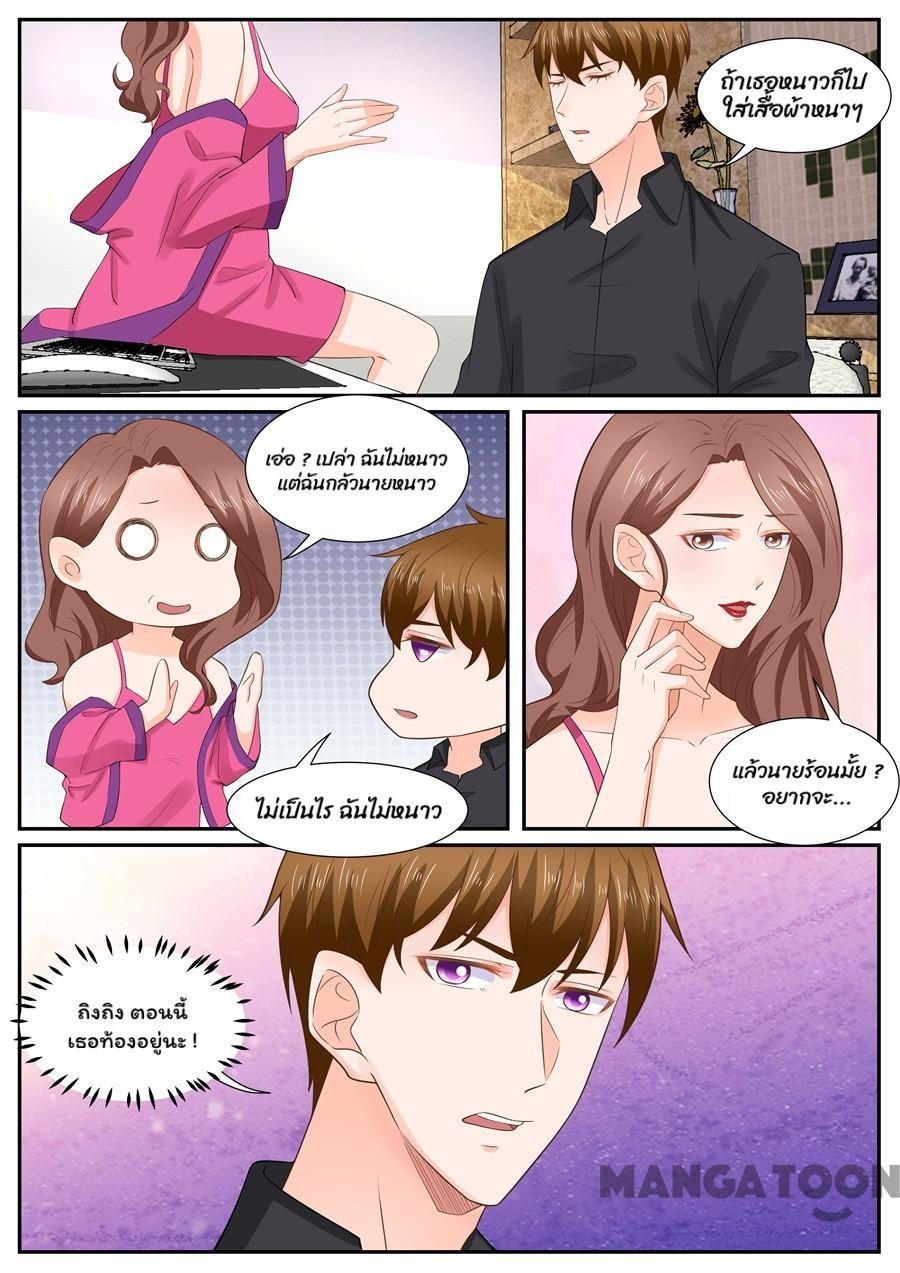 ถ้าเธอหนาวก็ไป
ใส่เสื้อผ้าหนาๆ
เอ่อ ? เปล่า ฉันไม่หนาว
แต่ฉันกลัวนายหนาว
ไม่เป็นไร ฉันไม่หนาว
แล้วนายร้อนมั้ย ?
อยากจะ...
ถิงถิง ตอนนี้
เธอท้องอยู่นะ !
MANGATOON